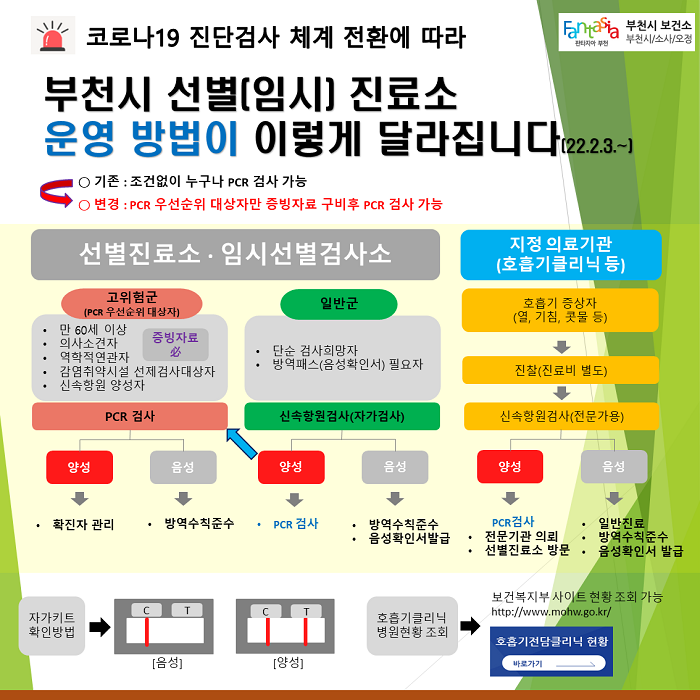 코로나19 진단검사 체계 전환에 따라
Fantasia
판타지아 부천
부천시 보건소
부천시/소사/오정
부천시 선별(임시) 진료소
운영 방법이 이렇게 달라집니다(22.2.3.~)
○ 기존 : 조건없이 누구나 PCR 검사 가능
○ 변경 : PCR 우선순위 대상자만 증빙자료 구비후 PCR 검사 가능
선별진료소 · 임시선별검사소
고위험군
(PCR 우선순위 대상자)
• 만 60세 이상
• 의사소견자
• 역학적연관자
• 감염취약시설 선제검사대상자
• 신속항원 양성자
증빙자료
必
PCR 검사
양성
음성
• 확진자 관리
• 방역수칙준수
일반군
• 단순 검사희망자
• 방역패스(음성확인서) 필요자
신속항원검사(자가검사)
양성
음성
• PCR 검사
• 방역수칙준수
• 음성확인서발급
지정 의료기관
(호흡기클리닉 등)
호흡기 증상자
(열, 기침, 콧물 등)
진찰(진료비 별도)
신속항원검사(전문가용)
양성
음성
PCR검사
• 전문기관 의뢰
• 선별진료소 방문
• 일반진료
• 방역수칙준수
• 음성확인서 발급
자가키트
확인방법
C T
[음성]
C T
[양성]
호흡기클리닉
병원현황 조회
보건복지부 사이트 현황 조회 가능
http://www.mohw.go.kr/
호흡기전담클리닉 현황
바로가기